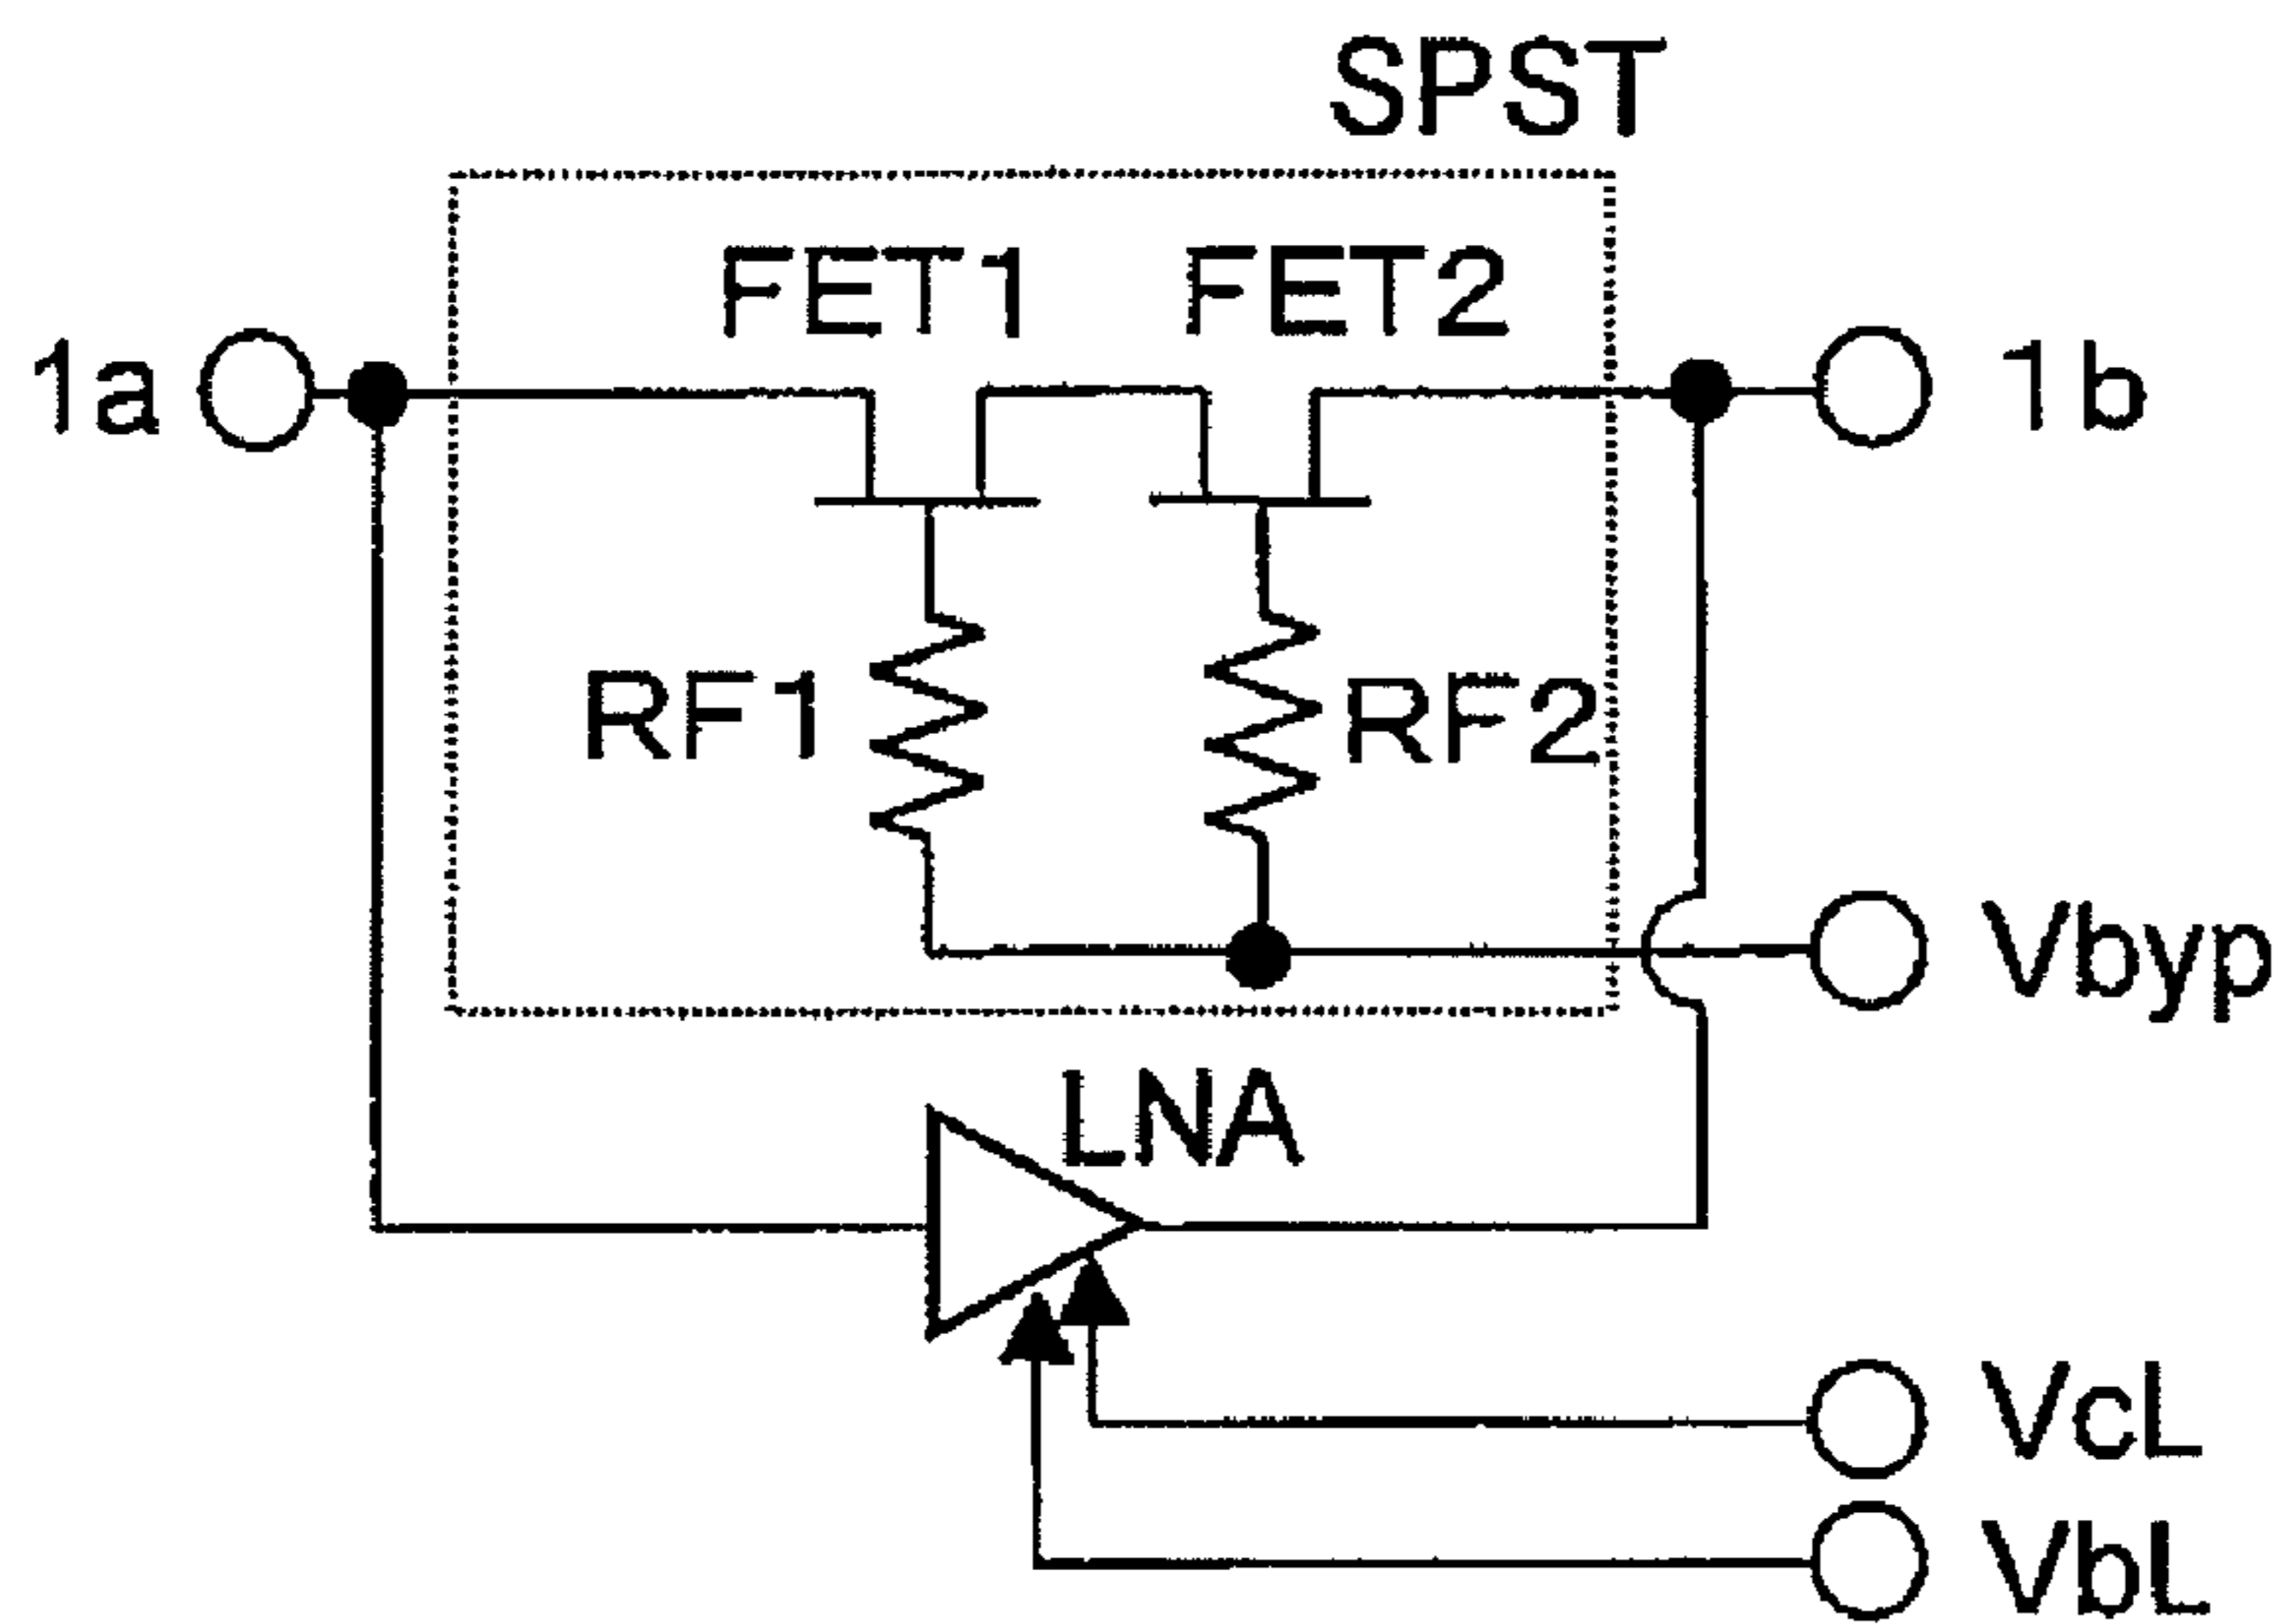 SPST
FET1 FET2
1a 1b
RF1 RF2
Vbyp
LNA
VcL
VbL